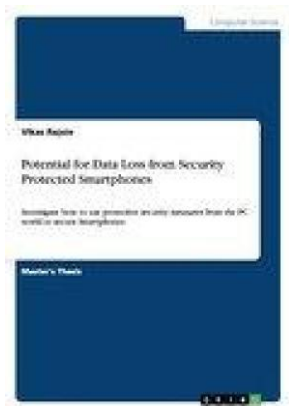 Computer Science
Vikas Rajole
Potential for Data Loss from Security
Protected Smartphones
Investigate how to use protective security measures from the PC
world to secure Smartphones
Master's Thesis
GRIN